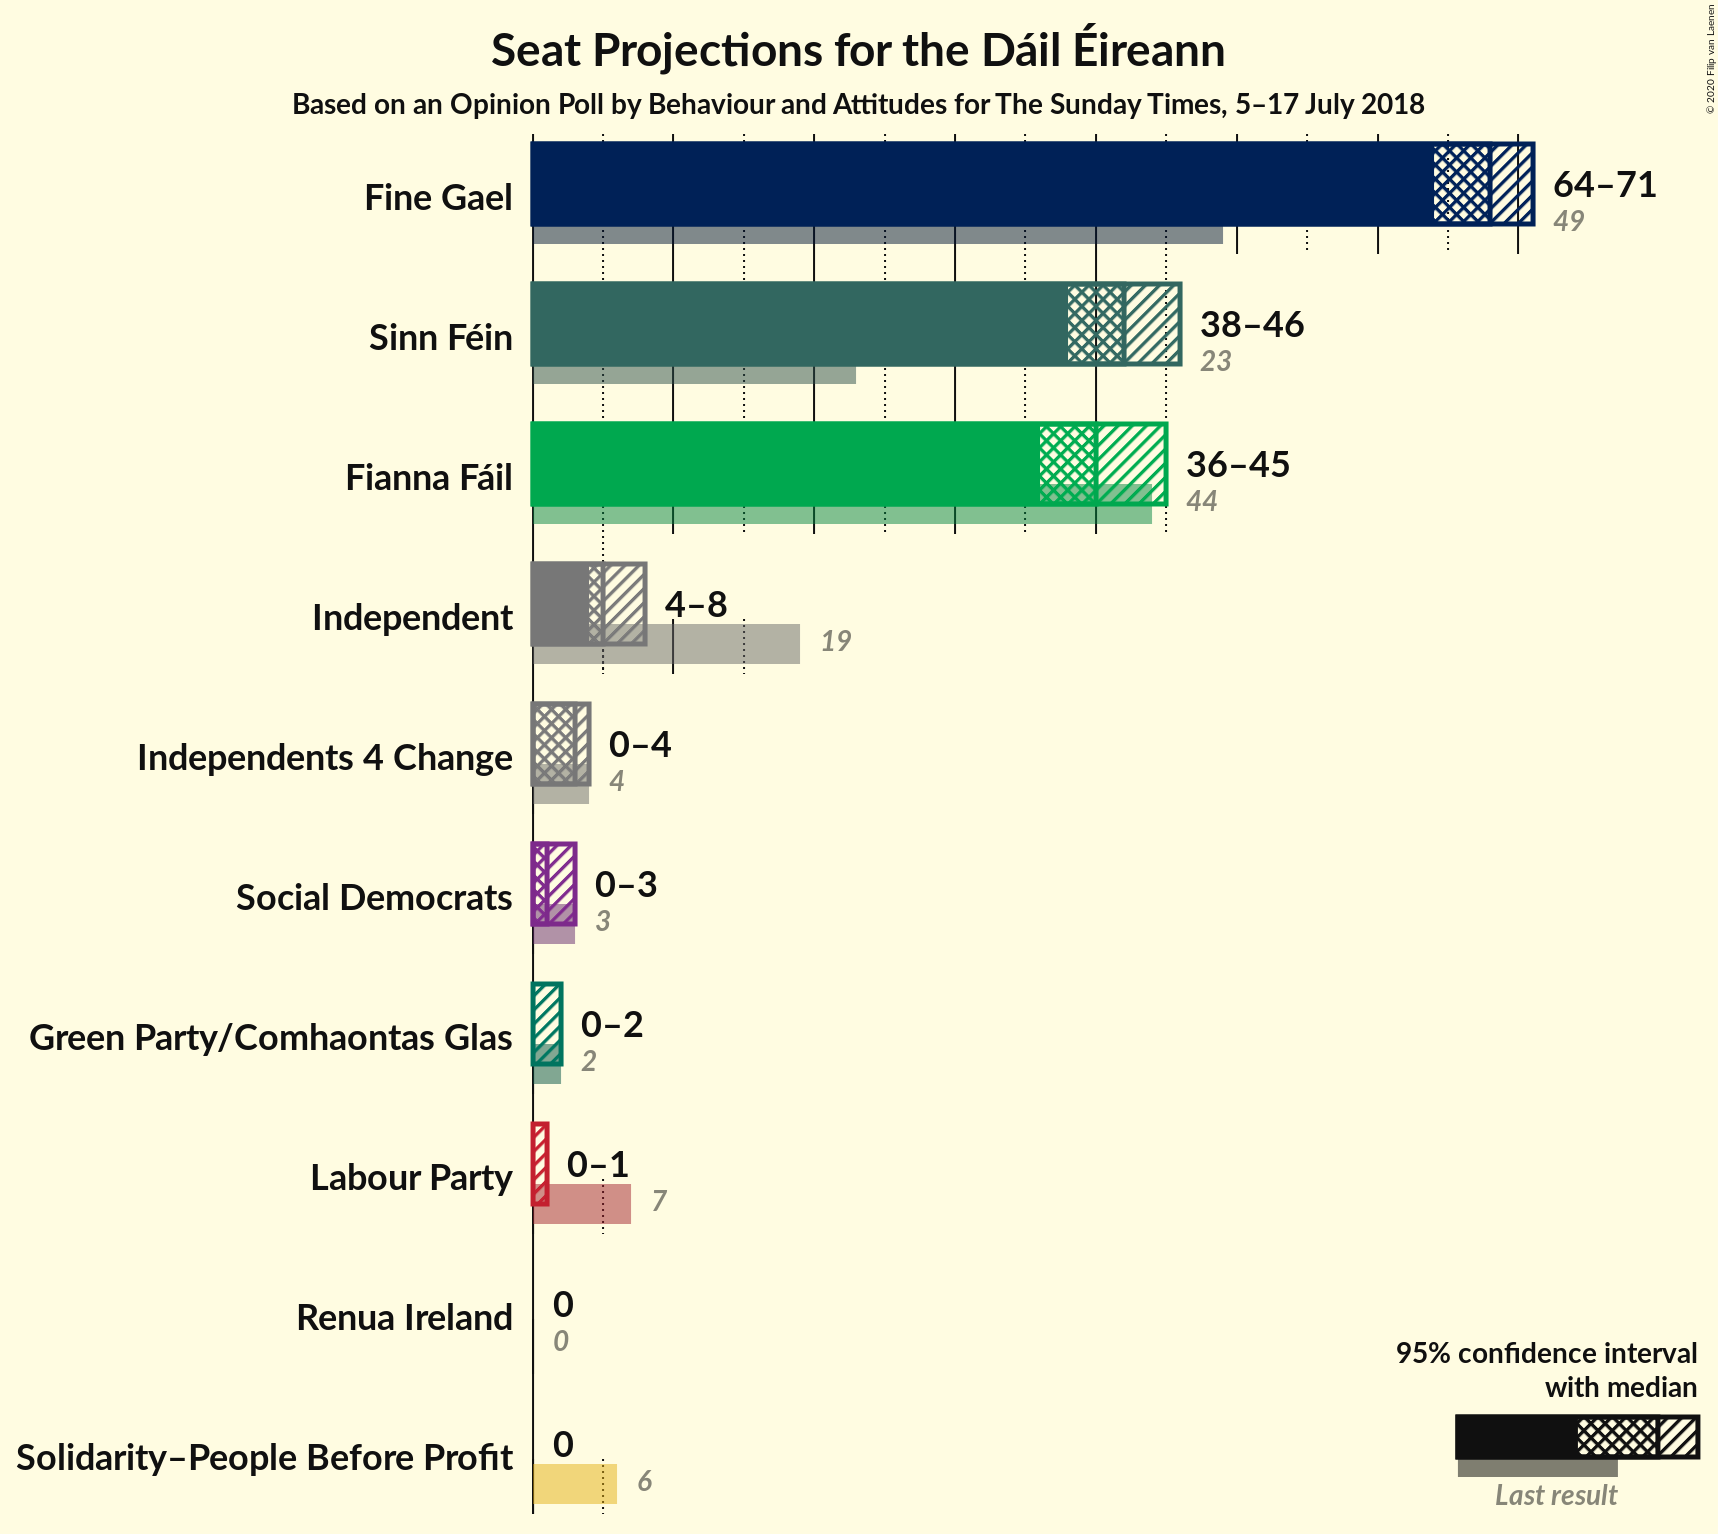 Seat Projections for the Dáil Éireann
Based on an Opinion Poll by Behaviour and Attitudes for The Sunday Times, 5–17 July 2018
© 2020 Filip van Laenen
Fine Gael
64–71
49
Sinn Féin
38–46
23
Fianna Fáil
36–45
44
Independent
4–8
19
Independents 4 Change
0–4
4
Social Democrats
0–3
3
Green Party/Comhaontas Glas
0–2
2
Labour Party
0–1
7
Renua Ireland
0
0
Solidarity–People Before Profit
0
6
95% confidence interval
with median
Last result